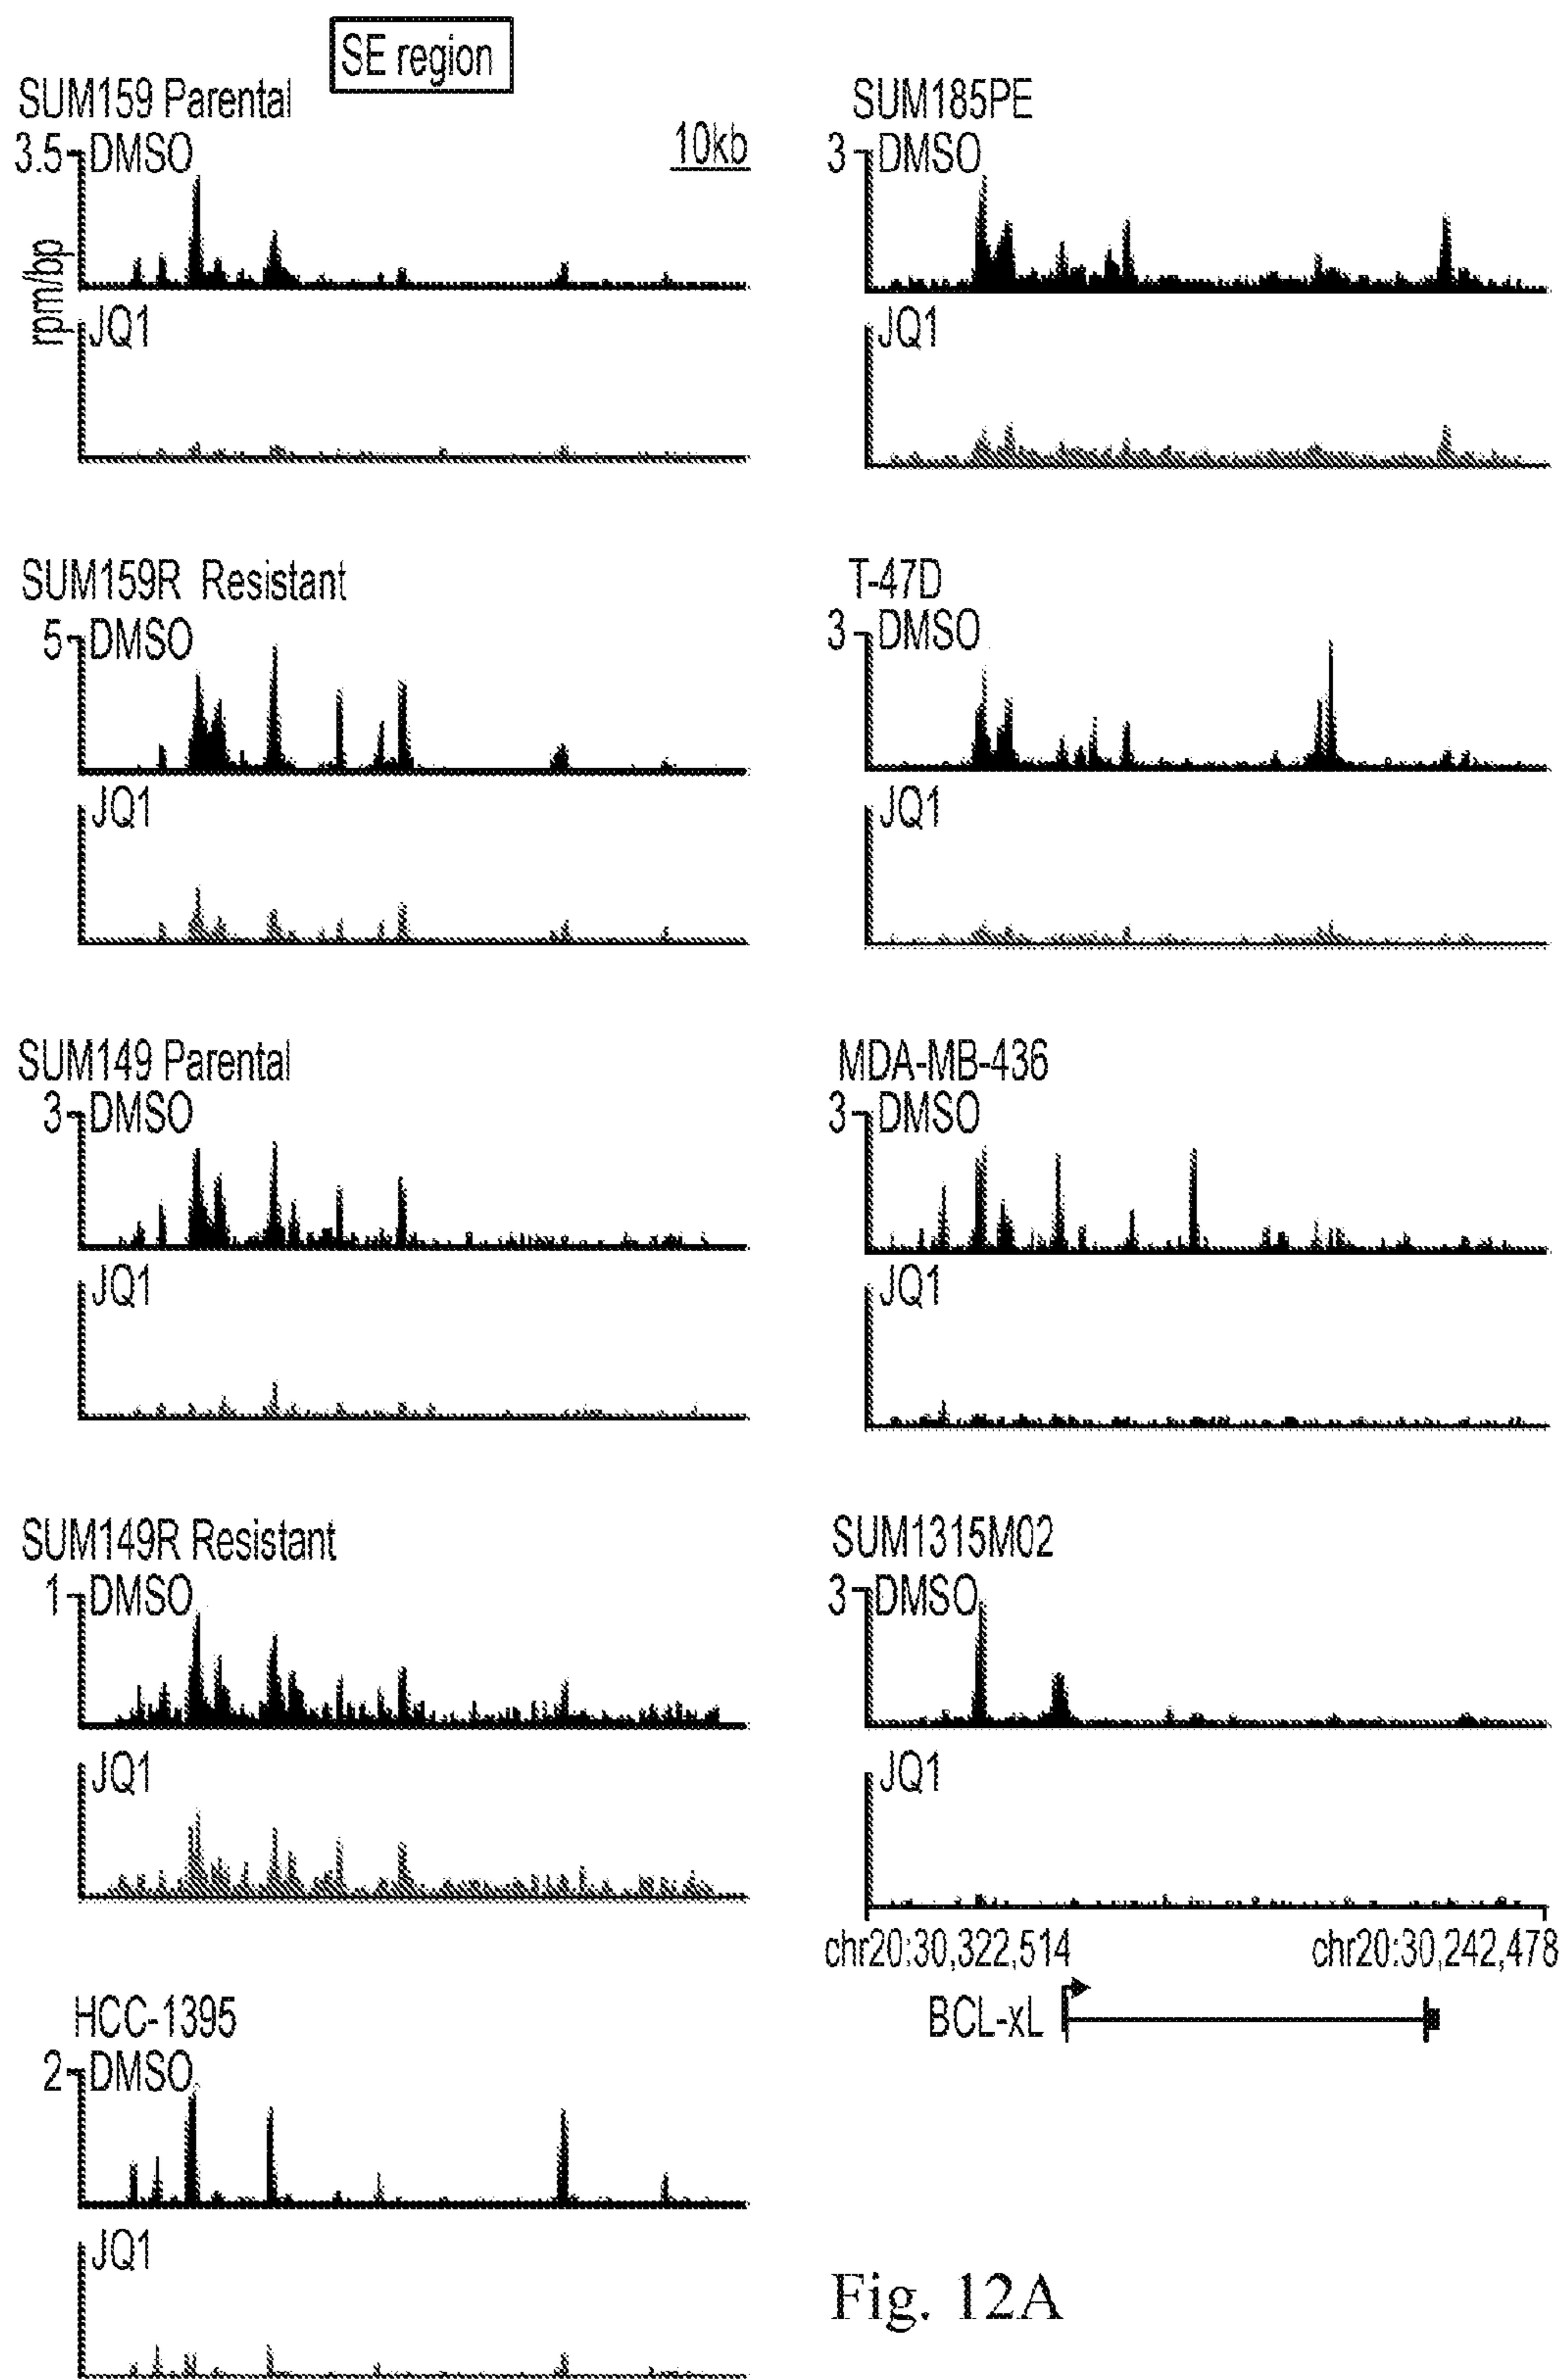 SE region
SUM159 Parental
3.5 DMSO
10kb
rpm/bp
JQ1
SUM159R Resistant
5 DMSO
JQ1
SUM149 Parental
3 DMSO
JQ1
SUM149R Resistant
1 DMSO
JQ1
HCC-1395
2 DMSO
JQ1
SUM185PE
3 DMSO
JQ1
T-47D
3 DMSO
JQ1
MDA-MB-436
3 DMSO
JQ1
SUM1315M02
3 DMSO
JQ1
chr20:30,322,514 chr20:30,242,478
BCL-xL
Fig. 12A